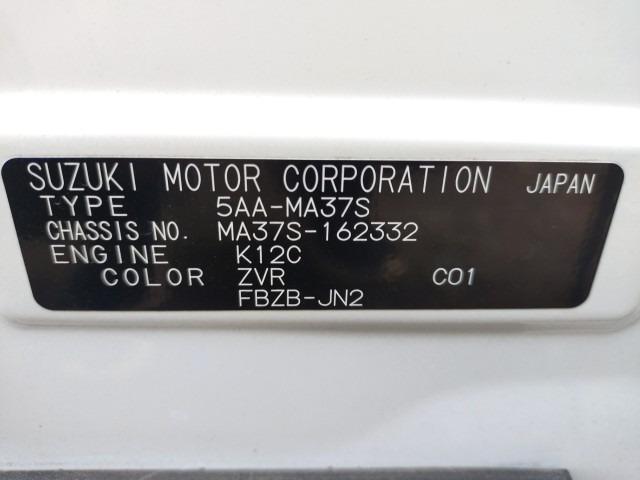 SUZUKI MOTOR CORPORATION JAPAN
TYPE 5AA-MA37S
CHASSIS NO. MA37S-162332
ENGINE K12C
COLOR ZVR C01
FBZB-JN2